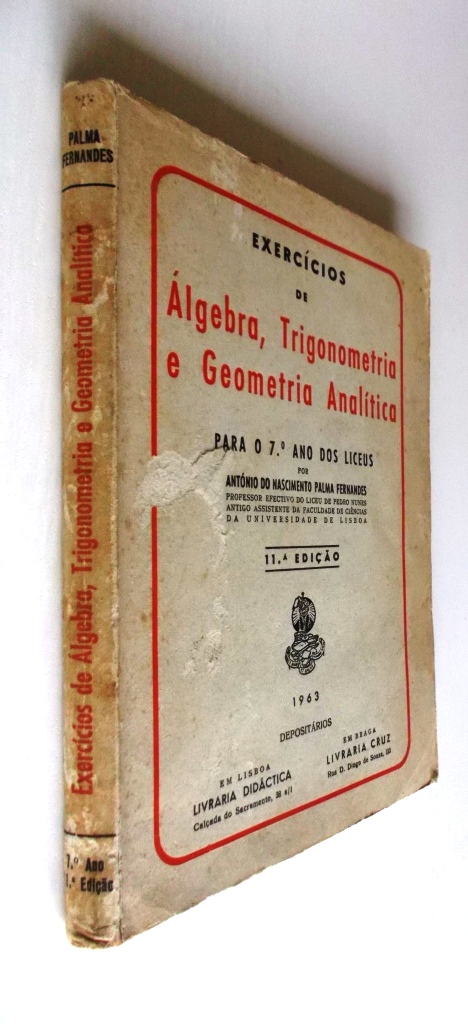 PALMA
FERNANDES
Exercícios de Álgebra, Trigonometria e Geometria Analítica
7.º Ano
1.ª Edição
EXERCÍCIOS
DE
Álgebra, Trigonometria
e Geometria Analítica
PARA O 7.º ANO DOS LICEUS
POR
ANTÓNIO DO NASCIMENTO PALMA FERNANDES
PROFESSOR EFECTIVO DO LICEU DE PEDRO NUNES
ANTIGO ASSISTENTE DA FACULDADE DE CIÊNCIAS
DA UNIVERSIDADE DE LISBOA
11.ª EDIÇÃO
1963
DEPOSITÁRIOS
EM LISBOA
LIVRARIA DIDÁCTICA
Calçada do Sacramento, 38 s/l
EM BRAGA
LIVRARIA CRUZ
Rua D. Diogo de Sousa,